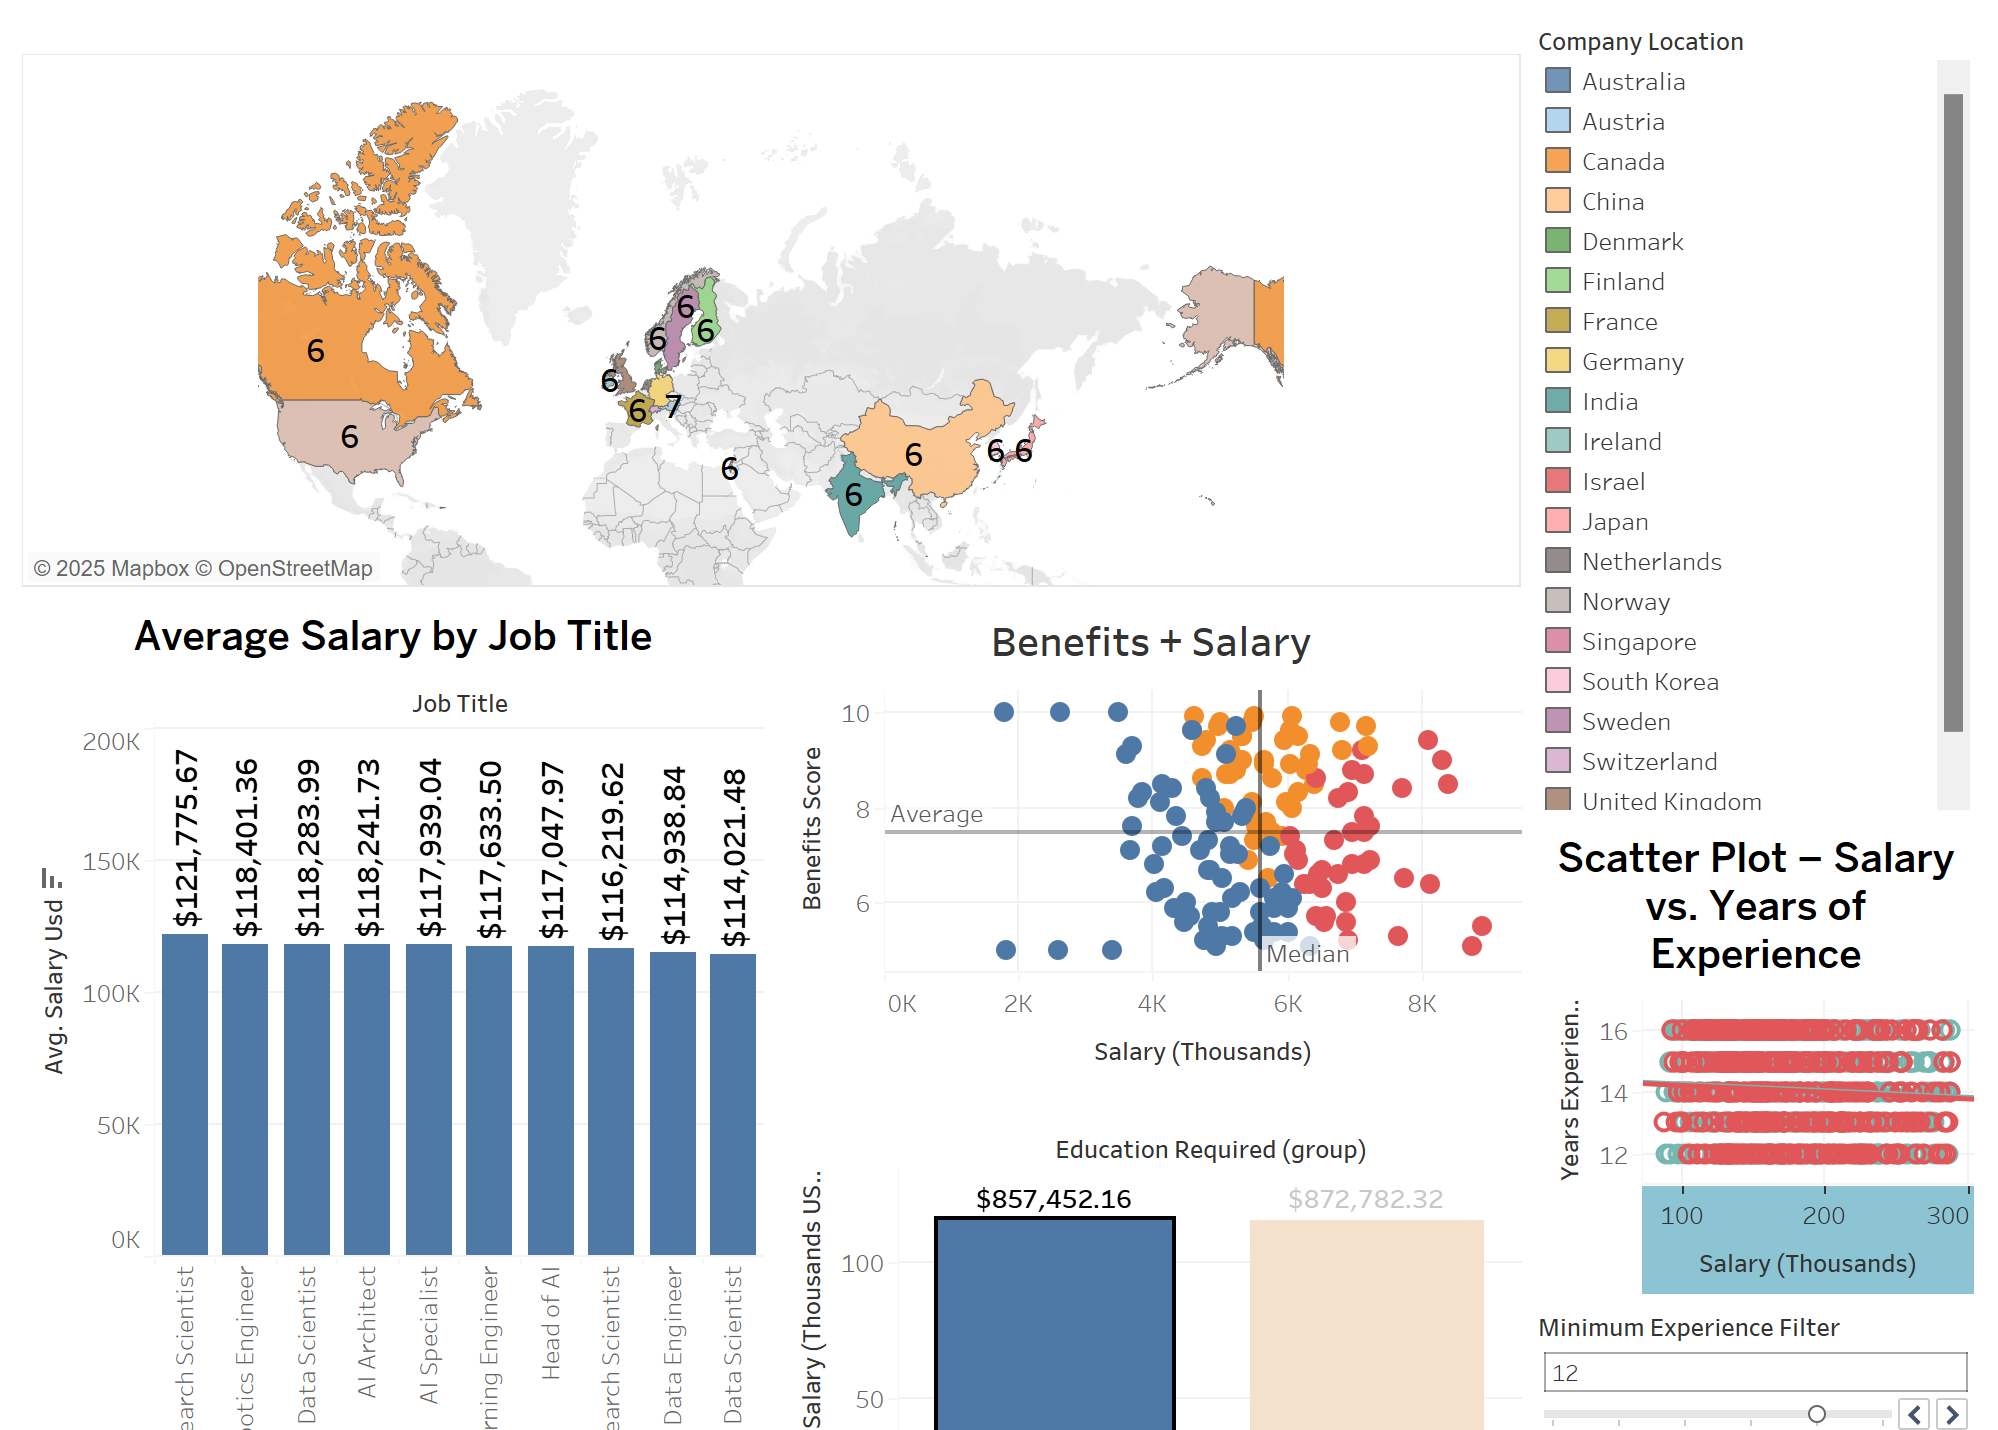 Company Location
Australia
Austria
Canada
China
Denmark
Finland
France
Germany
India
Ireland
Israel
Japan
Netherlands
Norway
Singapore
South Korea
Sweden
Switzerland
United Kingdom
6
6
6
6
6
6
6
7
6
6
6
6
6
© 2025 Mapbox © OpenStreetMap
Average Salary by Job Title
Job Title
Avg. Salary Usd
200K
150K
100K
50K
0K
$121,775.67
$118,401.36
$118,283.99
$118,241.73
$117,939.04
$117,633.50
$117,047.97
$116,219.62
$114,938.84
$114,021.48
earch Scientist
otics Engineer
Data Scientist
AI Architect
AI Specialist
rning Engineer
Head of AI
earch Scientist
Data Engineer
Data Scientist
Benefits + Salary
Benefits Score
10
8
6
Average
Median
0K
2K
4K
6K
8K
Salary (Thousands)
Education Required (group)
Salary (Thousands US..
$857,452.16
$872,782.32
100
50
Scatter Plot – Salary
vs. Years of
Experience
Years Experien..
16
14
12
100
200
300
Salary (Thousands)
Minimum Experience Filter
12